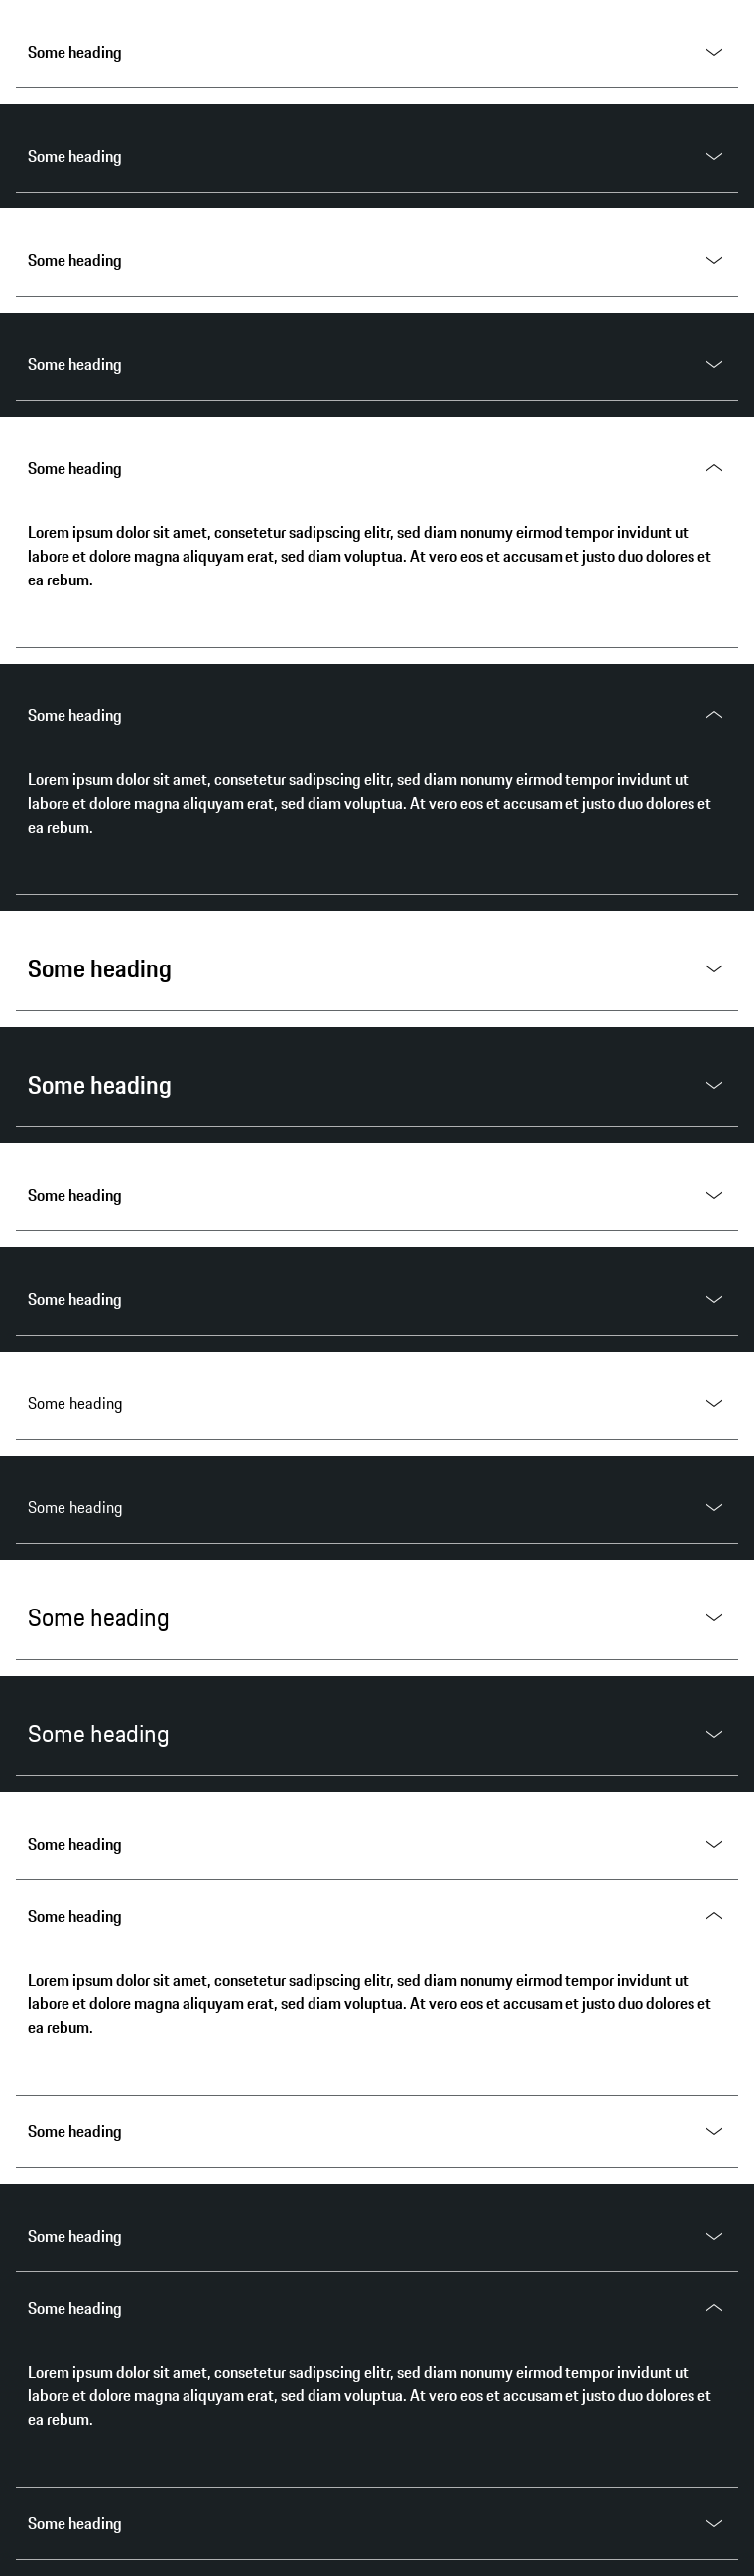 Some heading
Some heading
Some heading
Some heading
Some heading
Lorem ipsum dolor sit amet, consetetur sadipscing elitr, sed diam nonumy eirmod tempor invidunt ut
labore et dolore magna aliquyam erat, sed diam voluptua. At vero eos et accusam et justo duo dolores et
ea rebum.
Some heading
Lorem ipsum dolor sit amet, consetetur sadipscing elitr, sed diam nonumy eirmod tempor invidunt ut
labore et dolore magna aliquyam erat, sed diam voluptua. At vero eos et accusam et justo duo dolores et
ea rebum.
Some heading
Some heading
Some heading
Some heading
Some heading
Some heading
Some heading
Some heading
Some heading
Some heading
Lorem ipsum dolor sit amet, consetetur sadipscing elitr, sed diam nonumy eirmod tempor invidunt ut
labore et dolore magna aliquyam erat, sed diam voluptua. At vero eos et accusam et justo duo dolores et
ea rebum.
Some heading
Some heading
Some heading
Lorem ipsum dolor sit amet, consetetur sadipscing elitr, sed diam nonumy eirmod tempor invidunt ut
labore et dolore magna aliquyam erat, sed diam voluptua. At vero eos et accusam et justo duo dolores et
ea rebum.
Some heading